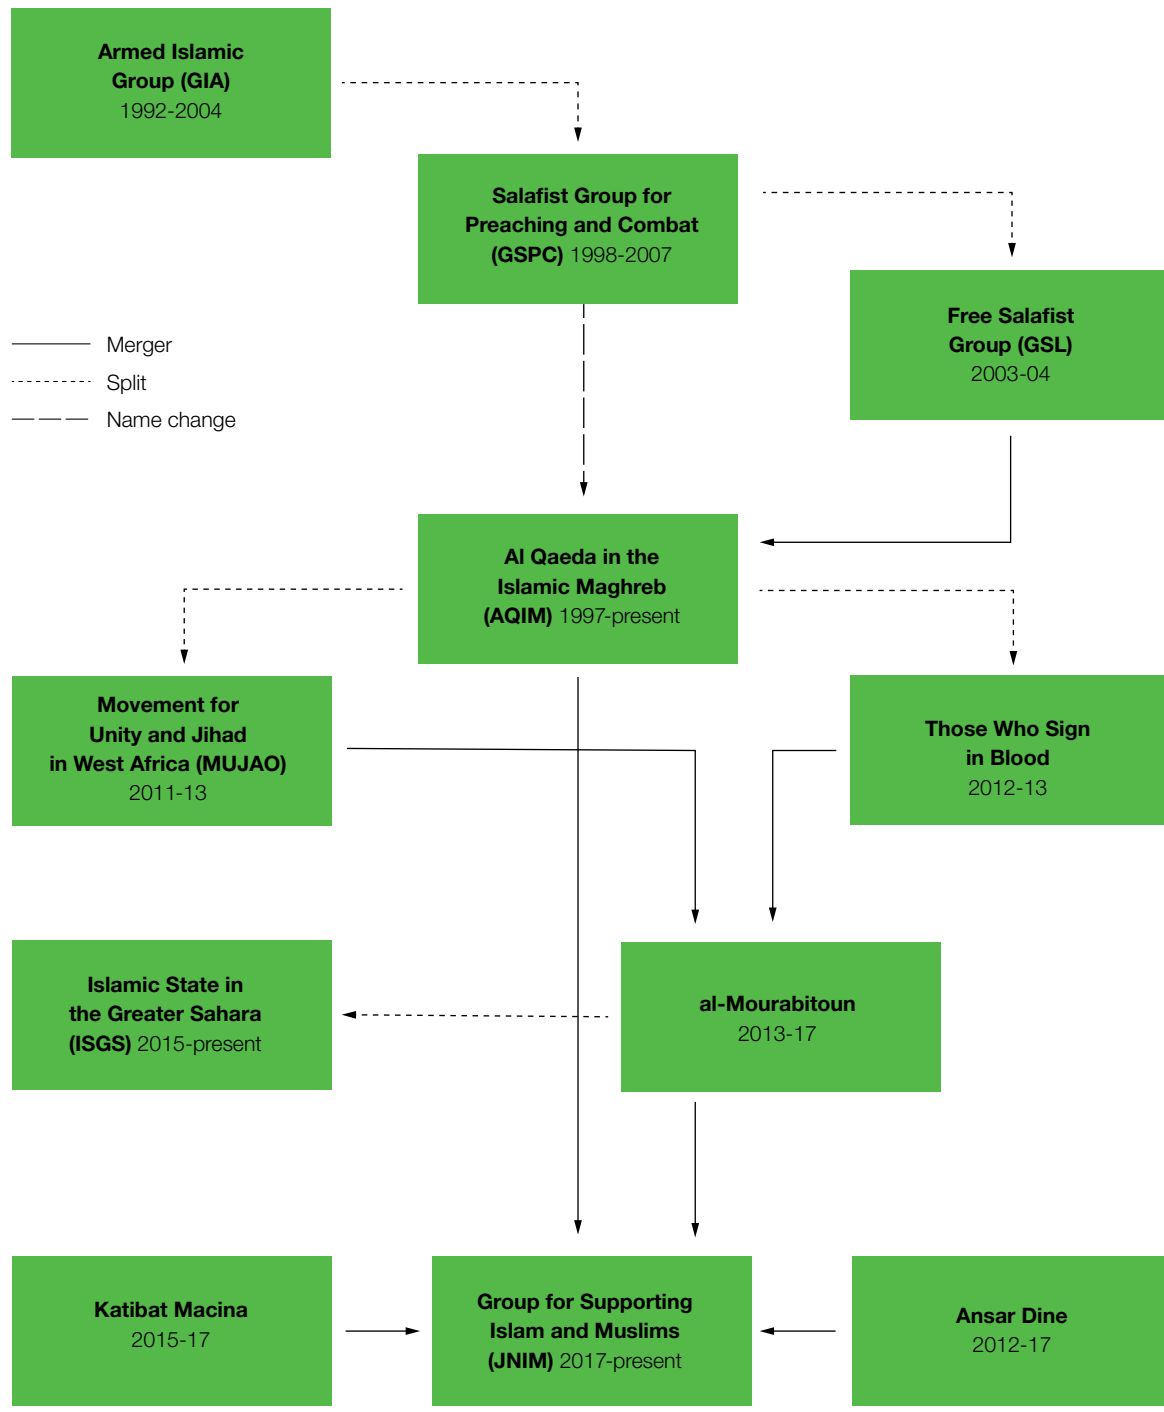 Armed Islamic
Group (GIA)
1992-2004
Salafist Group for
Preaching and Combat
(GSPC) 1998-2007
Free Salafist
Group (GSL)
2003-04
Merger
Split
Name change
Al Qaeda in the
Islamic Maghreb
(AQIM) 1997-present
Movement for
Unity and Jihad
in West Africa (MUJAO)
2011-13
Those Who Sign
in Blood
2012-13
Islamic State in
the Greater Sahara
(ISGS) 2015-present
al-Mourabitoun
2013-17
Katibat Macina
2015-17
Group for Supporting
Islam and Muslims
(JNIM) 2017-present
Ansar Dine
2012-17